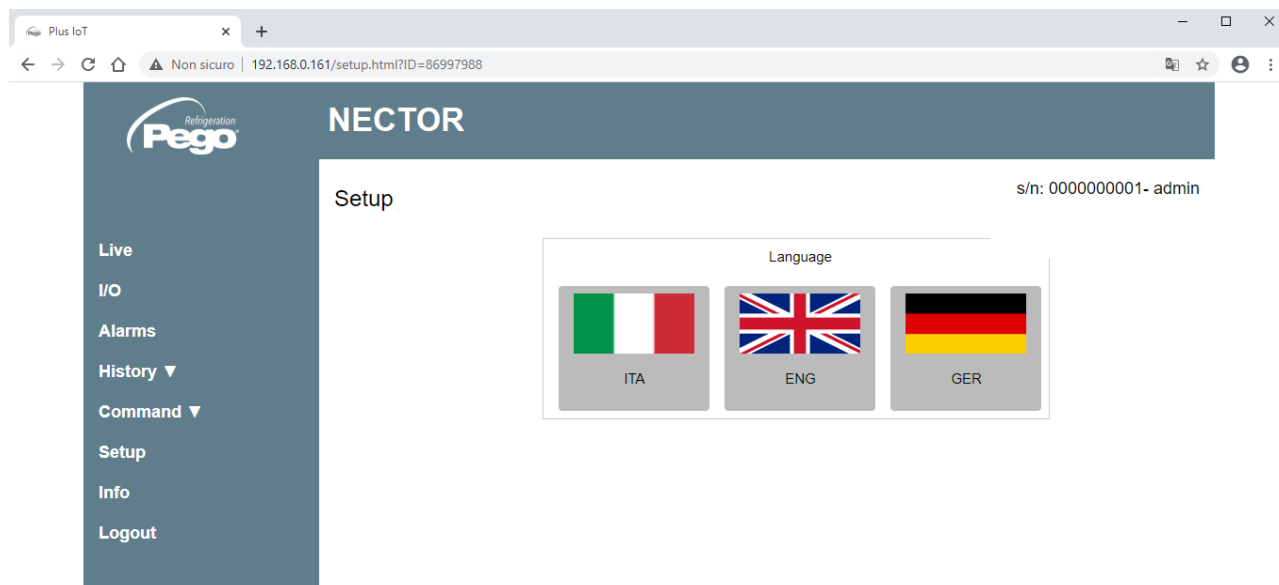 Plus IoT
Non sicuro | 192.168.0.161/setup.html?ID=86997988
Refrigeration
Pego
NECTOR
Setup
s/n: 0000000001- admin
Live
I/O
Alarms
History ▼
Command ▼
Setup
Info
Logout
Language
ITA
ENG
GER